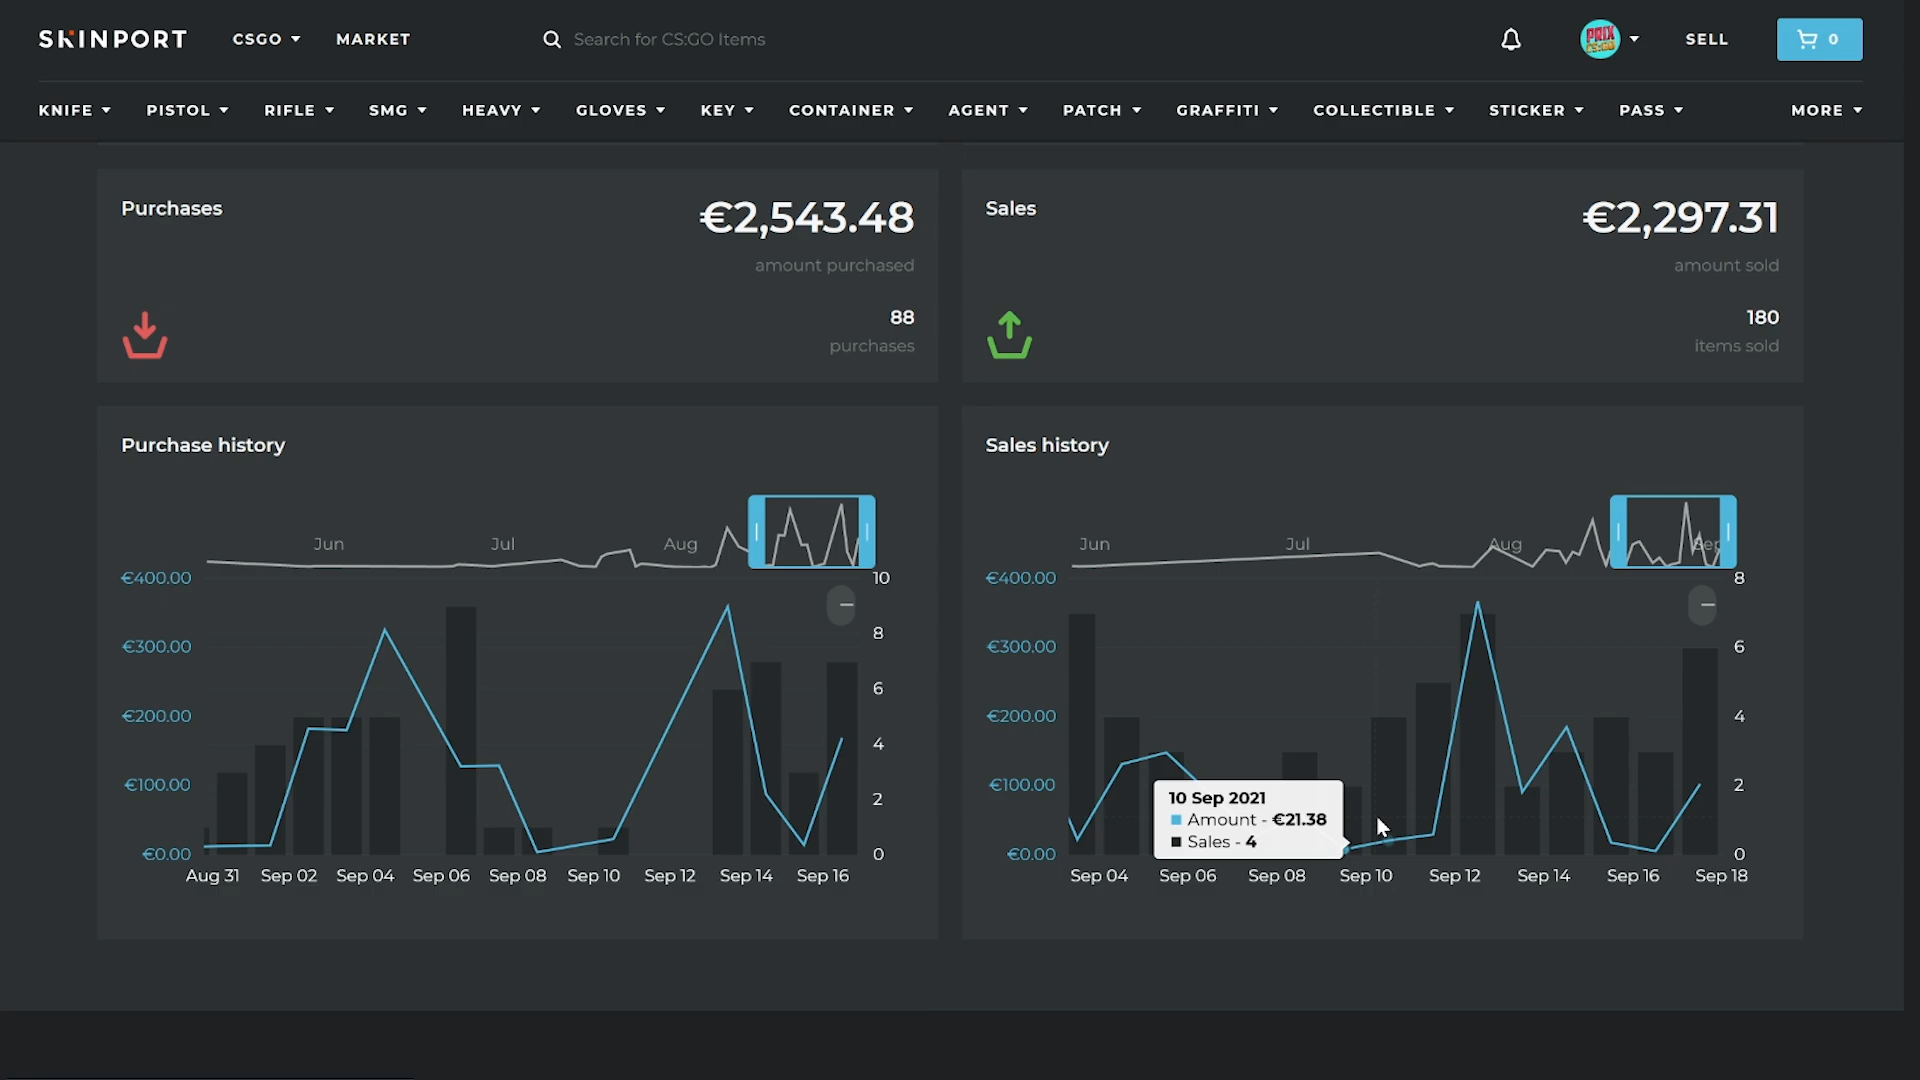 SKINPORT CSGO MARKET Search for CS:GO Items PRIX CS:GO SELL 0
KNIFE PISTOL RIFLE SMG HEAVY GLOVES KEY CONTAINER AGENT PATCH GRAFFITI COLLECTIBLE STICKER PASS MORE
Purchases
€2,543.48
amount purchased
88
purchases
Sales
€2,297.31
amount sold
180
items sold
Purchase history
Jun Jul Aug
€400.00 10
€300.00 8
€200.00 6
€100.00 4
€0.00 2
0
Aug 31 Sep 02 Sep 04 Sep 06 Sep 08 Sep 10 Sep 12 Sep 14 Sep 16
Sales history
Jun Jul Aug Sep
€400.00 8
€300.00 6
€200.00 4
€100.00 2
€0.00 0
10 Sep 2021
Amount - €21.38
Sales - 4
Sep 04 Sep 06 Sep 08 Sep 10 Sep 12 Sep 14 Sep 16 Sep 18